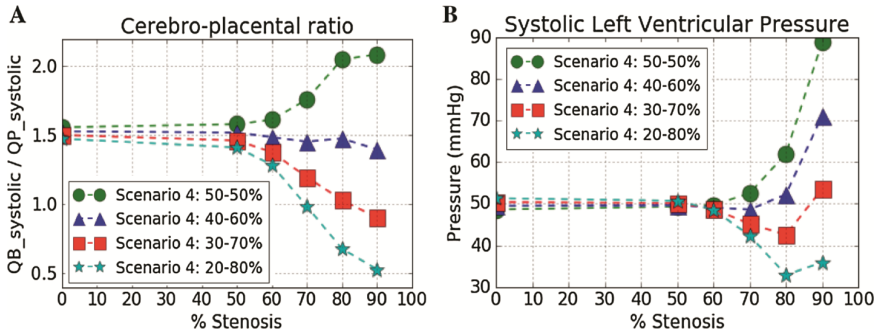 A
Cerebro-placental ratio
QB_systolic / QP_systolic
2.0
1.5
1.0
0.5
Scenario 4: 50-50%
Scenario 4: 40-60%
Scenario 4: 30-70%
Scenario 4: 20-80%
0 10 20 30 40 50 60 70 80 90 100
% Stenosis
B
Systolic Left Ventricular Pressure
Pressure (mmHg)
90
80
70
60
50
40
30
Scenario 4: 50-50%
Scenario 4: 40-60%
Scenario 4: 30-70%
Scenario 4: 20-80%
0 10 20 30 40 50 60 70 80 90 100
% Stenosis